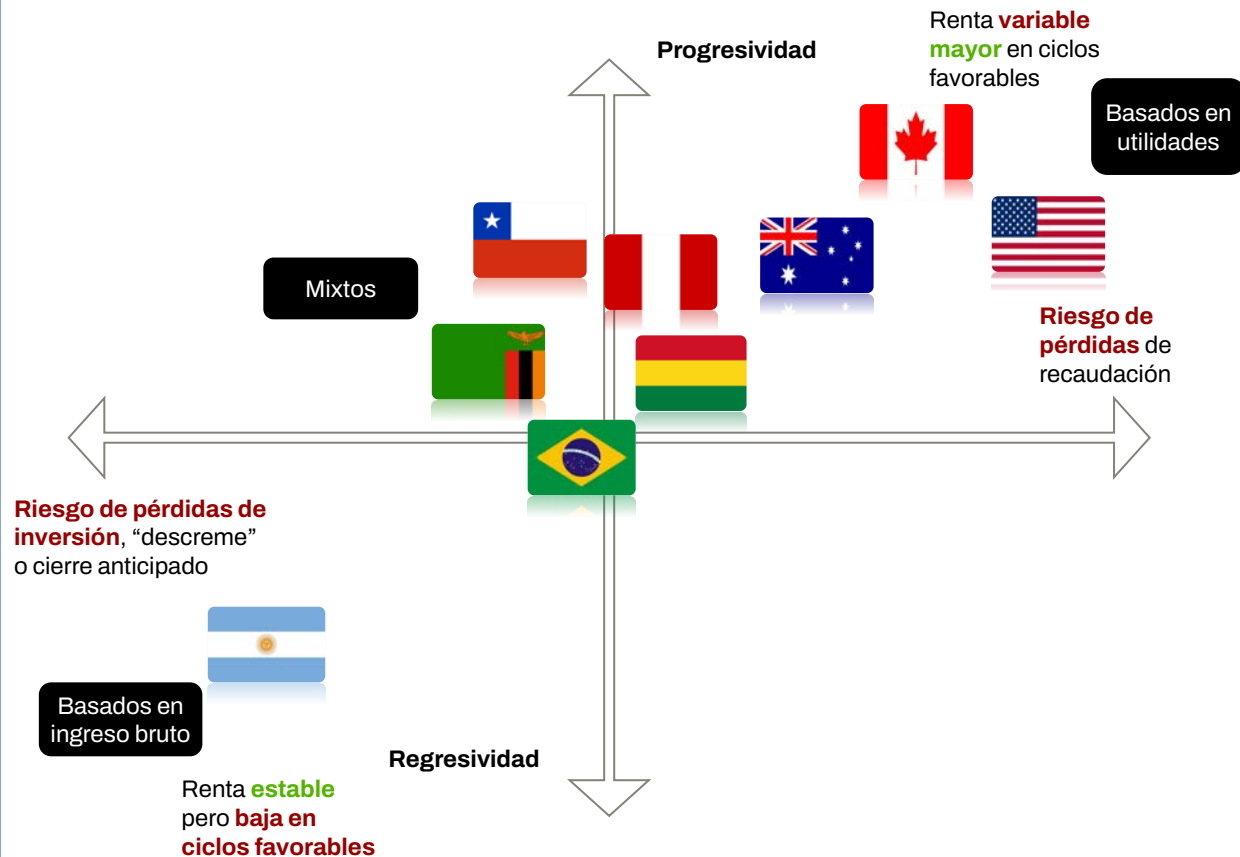 Renta variable
mayor en ciclos
favorables
Progresividad
Basados en
utilidades
Mixtos
Riesgo de
pérdidas de
recaudación
Riesgo de pérdidas de
inversión, “descreme”
o cierre anticipado
Basados en
ingreso bruto
Regresividad
Renta estable
pero baja en
ciclos favorables